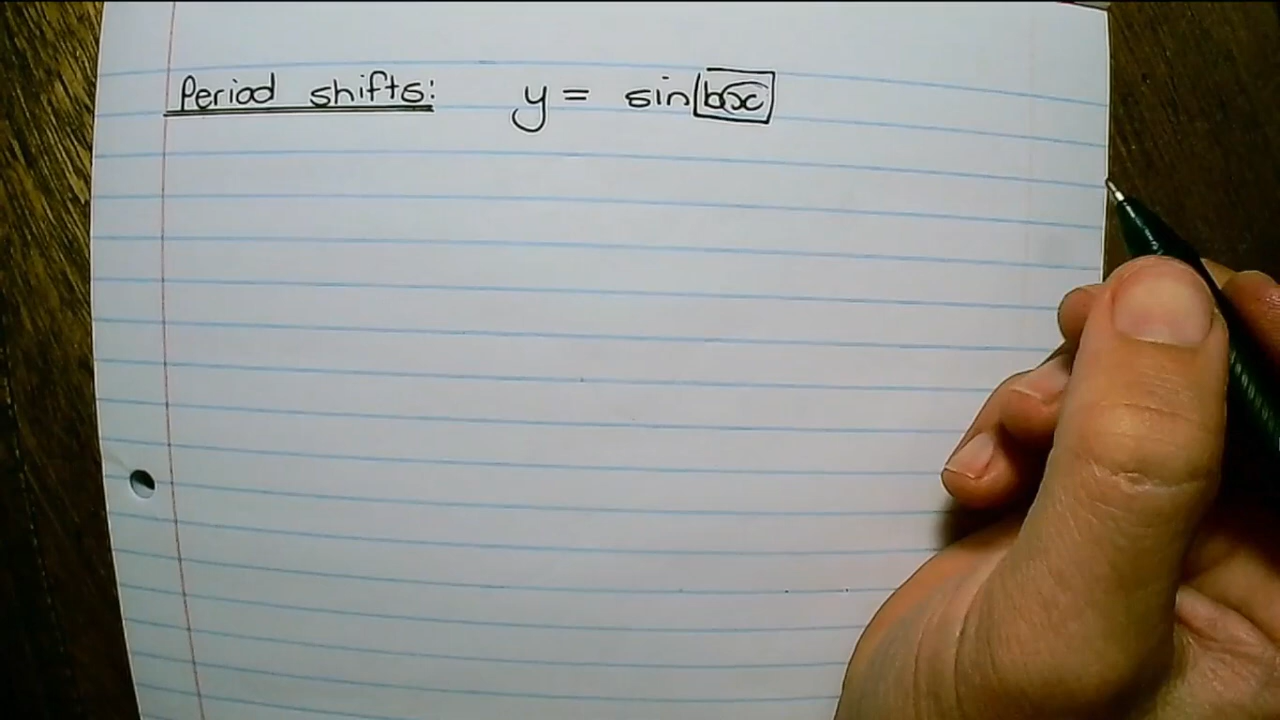 Period shifts: y = sin bx